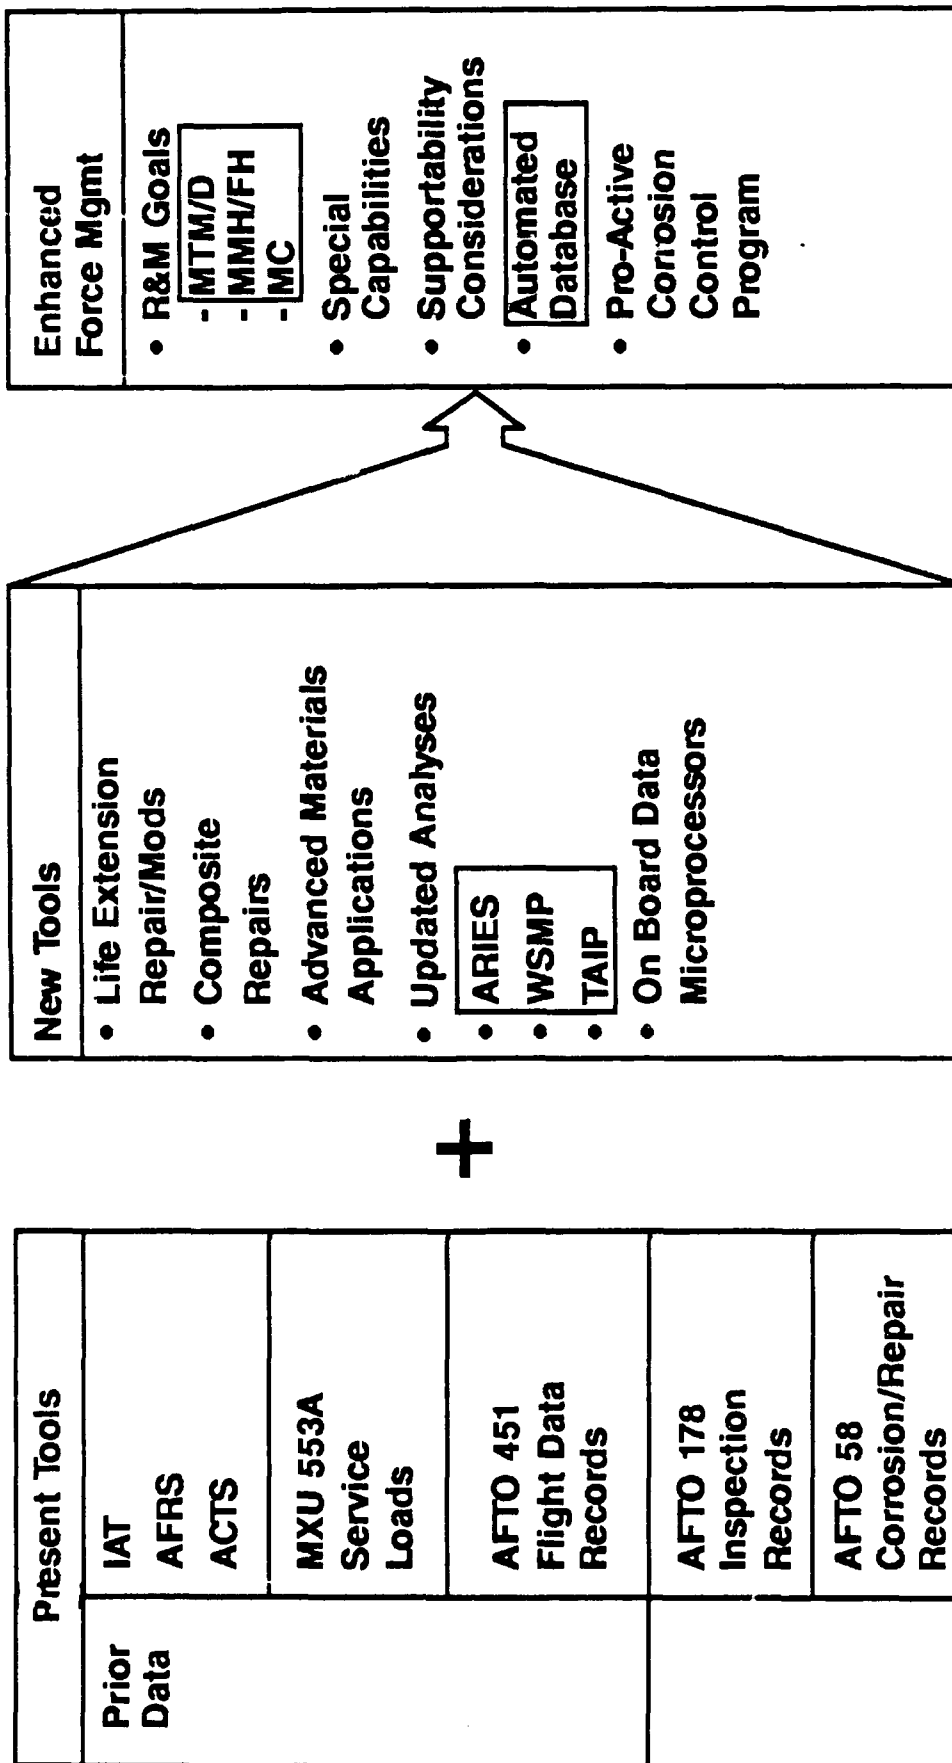 Present Tools
Prior
Data
IAT
AFRS
ACTS
MXU 553A
Service
Loads
AFTO 451
Flight Data
Records
AFTO 178
Inspection
Records
AFTO 58
Corrosion/Repair
Records
+
New Tools
• Life Extension
Repair/Mods
• Composite
Repairs
• Advanced Materials
Applications
• Updated Analyses
• ARIES
• WSMP
• TAIP
• On Board Data
Microprocessors
Enhanced
Force Mgmt
• R&M Goals
- MTM/D
- MMH/FH
- MC
• Special
Capabilities
• Supportability
Considerations
• Automated
Database
• Pro-Active
Corrosion
Control
Program